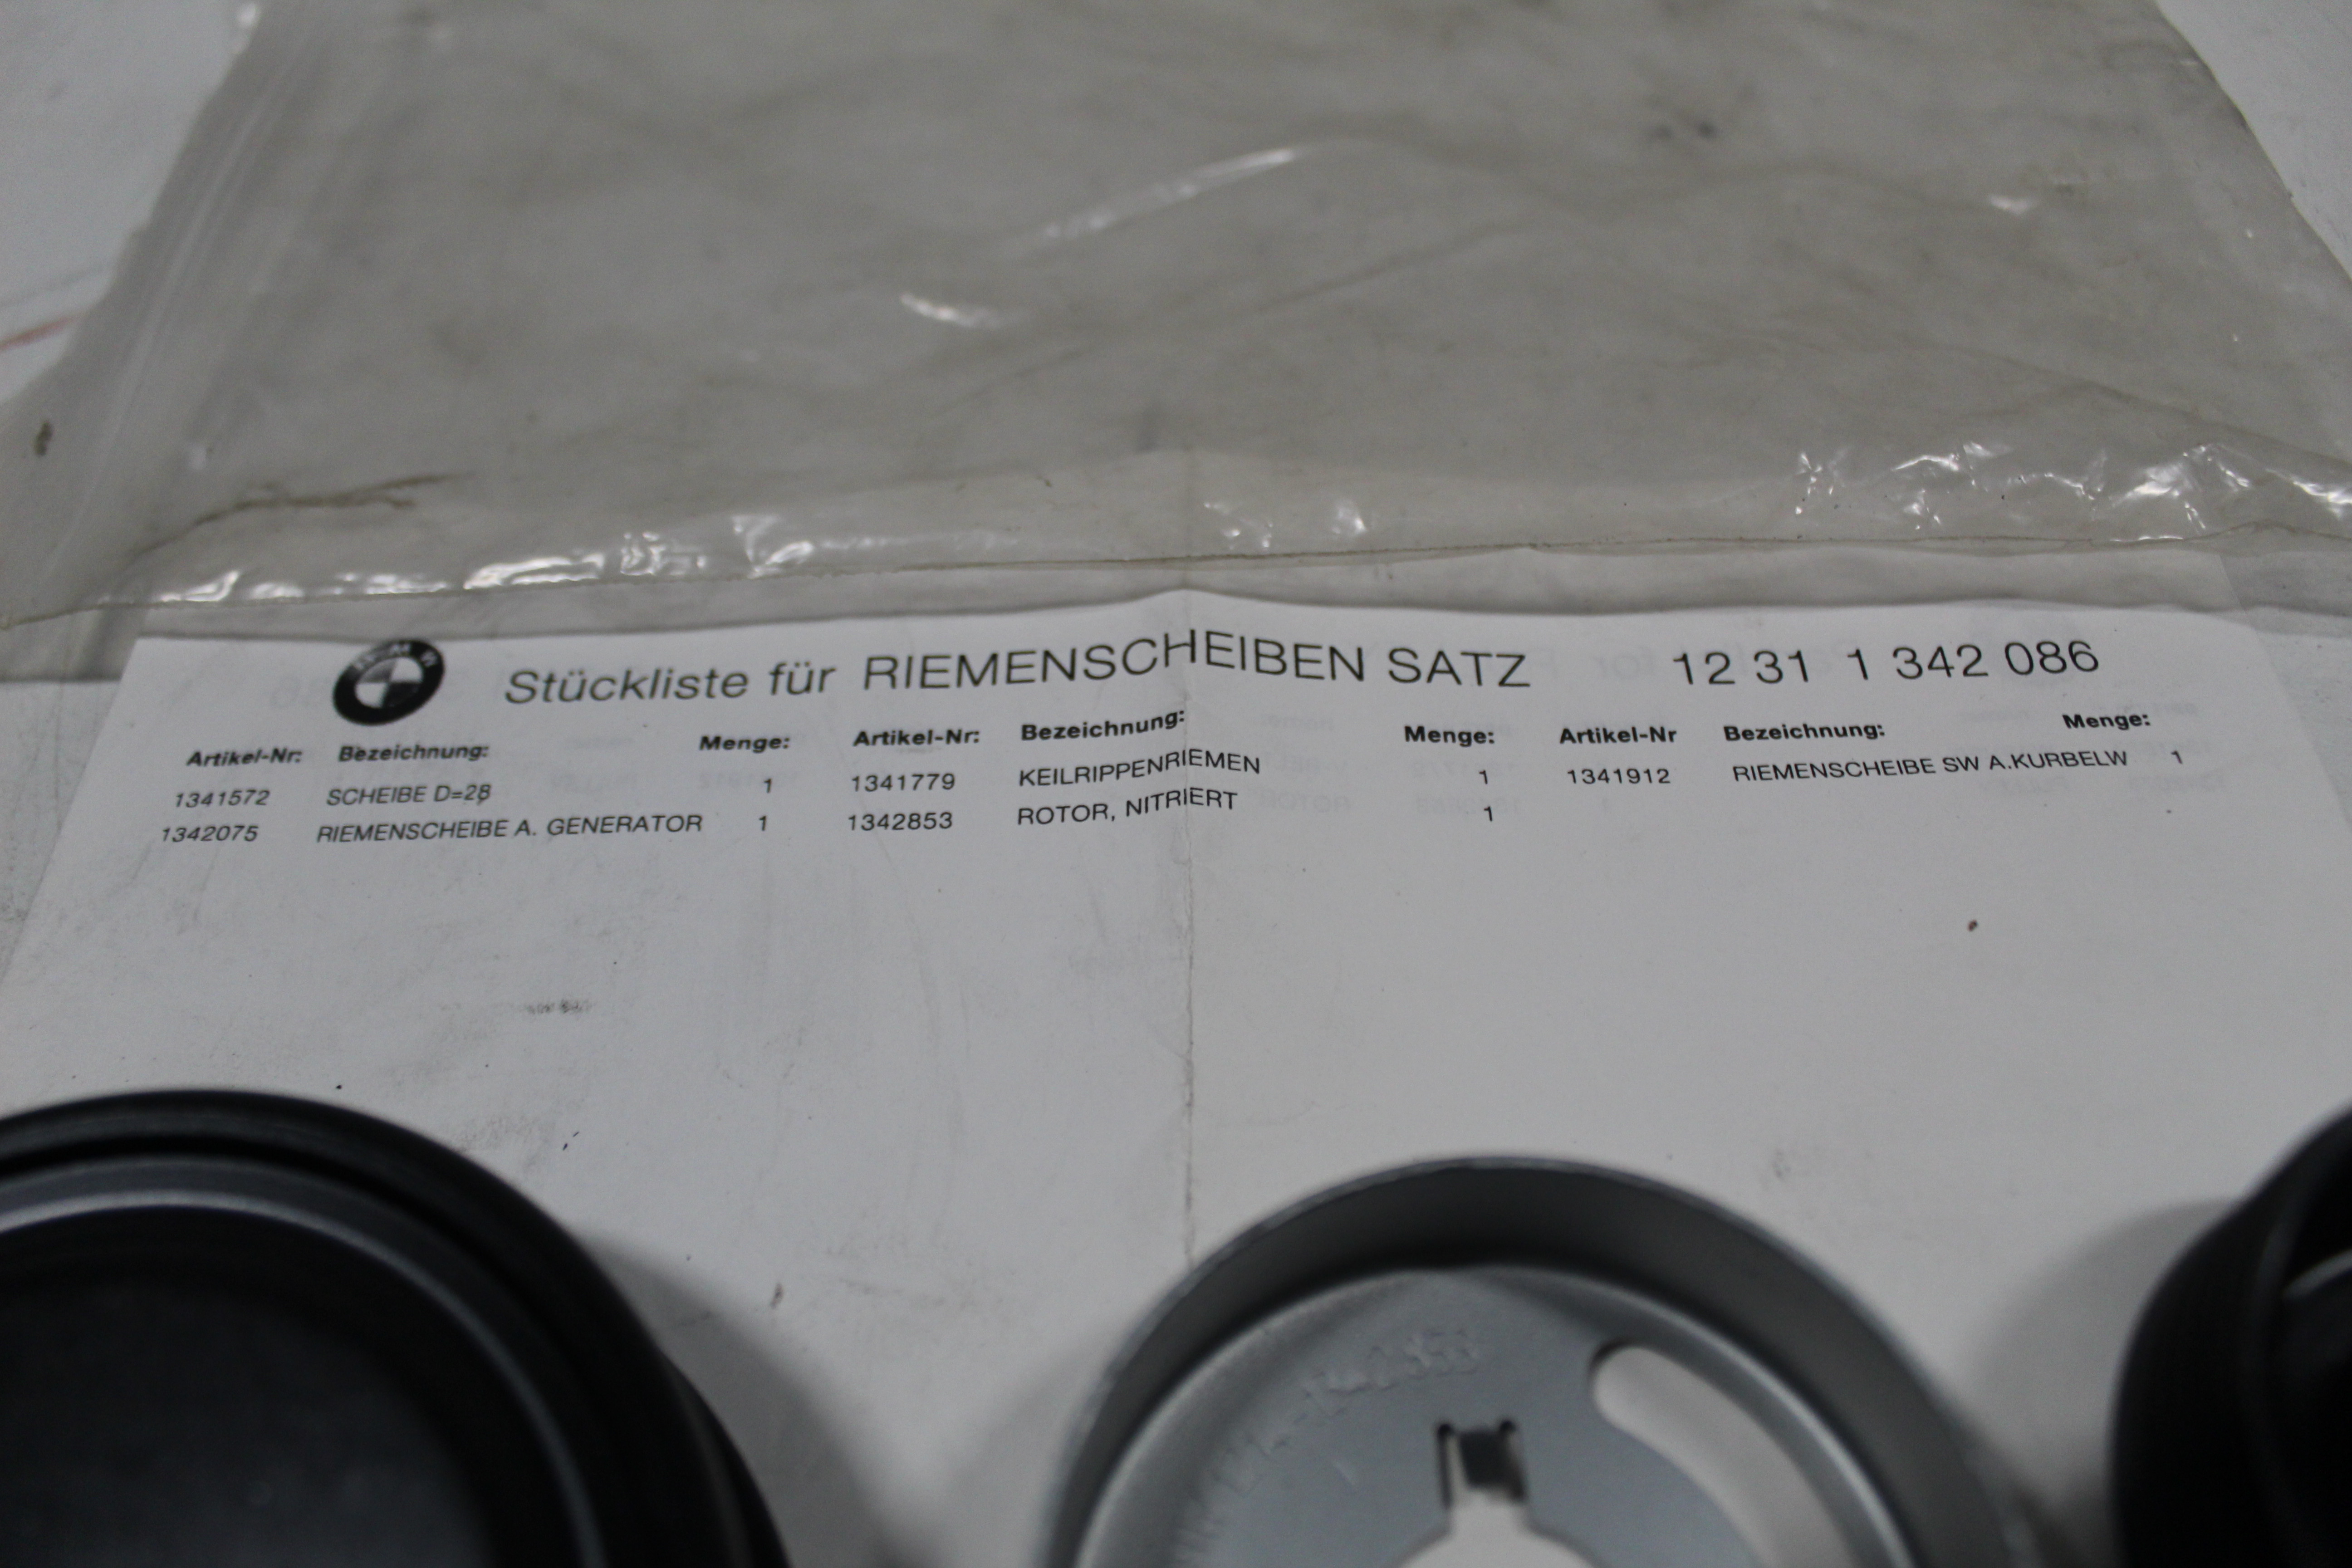 BMW
Stückliste für RIEMENSCHEIBEN SATZ 12 31 1 342 086
Artikel-Nr: Bezeichnung: Menge: Artikel-Nr: Bezeichnung: Menge: Artikel-Nr Bezeichnung: Menge:
1341572 SCHEIBE D=28 1 1341779 KEILRIPPENRIEMEN 1 1341912 RIEMENSCHEIBE SW A.KURBELW 1
1342075 RIEMENSCHEIBE A. GENERATOR 1 1342853 ROTOR, NITRIERT 1